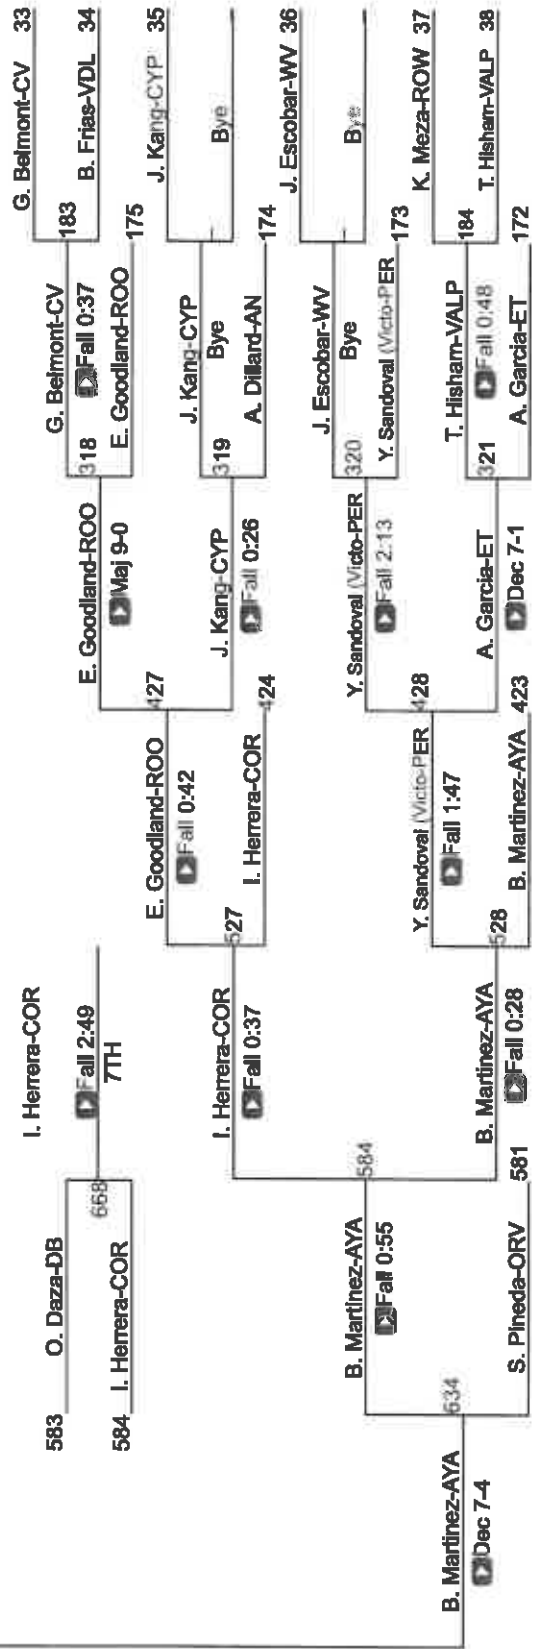 I. Herrera-COR
G. Belmont-CV 33
583 O. Daza-DB
G. Belmont-CV
183
Fall 2:49
318
Fall 0:37
B. Frias-VDL 34
E. Goodland-ROO
668
7TH
Maj 9-0
E. Goodland-ROO 175
584 I. Herrera-COR
E. Goodland-ROO
427
J. Kang-CYP 35
Fall 0:42
J. Kang-CYP
I. Herrera-COR
527
J. Kang-CYP
319
Bye
Bye
Fall 0:37
I. Herrera-COR 424
Fall 0:26
A. Dillard-AN 174
J. Escobar-WV 36
J. Escobar-WV
B. Martinez-AYA
584
Y. Sandoval (Victo-PER
320
Bye
Bye
Fall 0:55
Fall 2:13
Y. Sandoval (Victo-PER 173
Y. Sandoval (Victo-PER
428
K. Meza-ROW 37
B. Martinez-AYA
634
Fall 1:47
T. Hisham-VALP
184
Dec 7-4
B. Martinez-AYA
528
A. Garcia-ET
321
Fall 0:48
T. Hisham-VALP 38
S. Pineda-ORV 581
Fall 0:28
B. Martinez-AYA 423
Dec 7-1
A. Garcia-ET 172